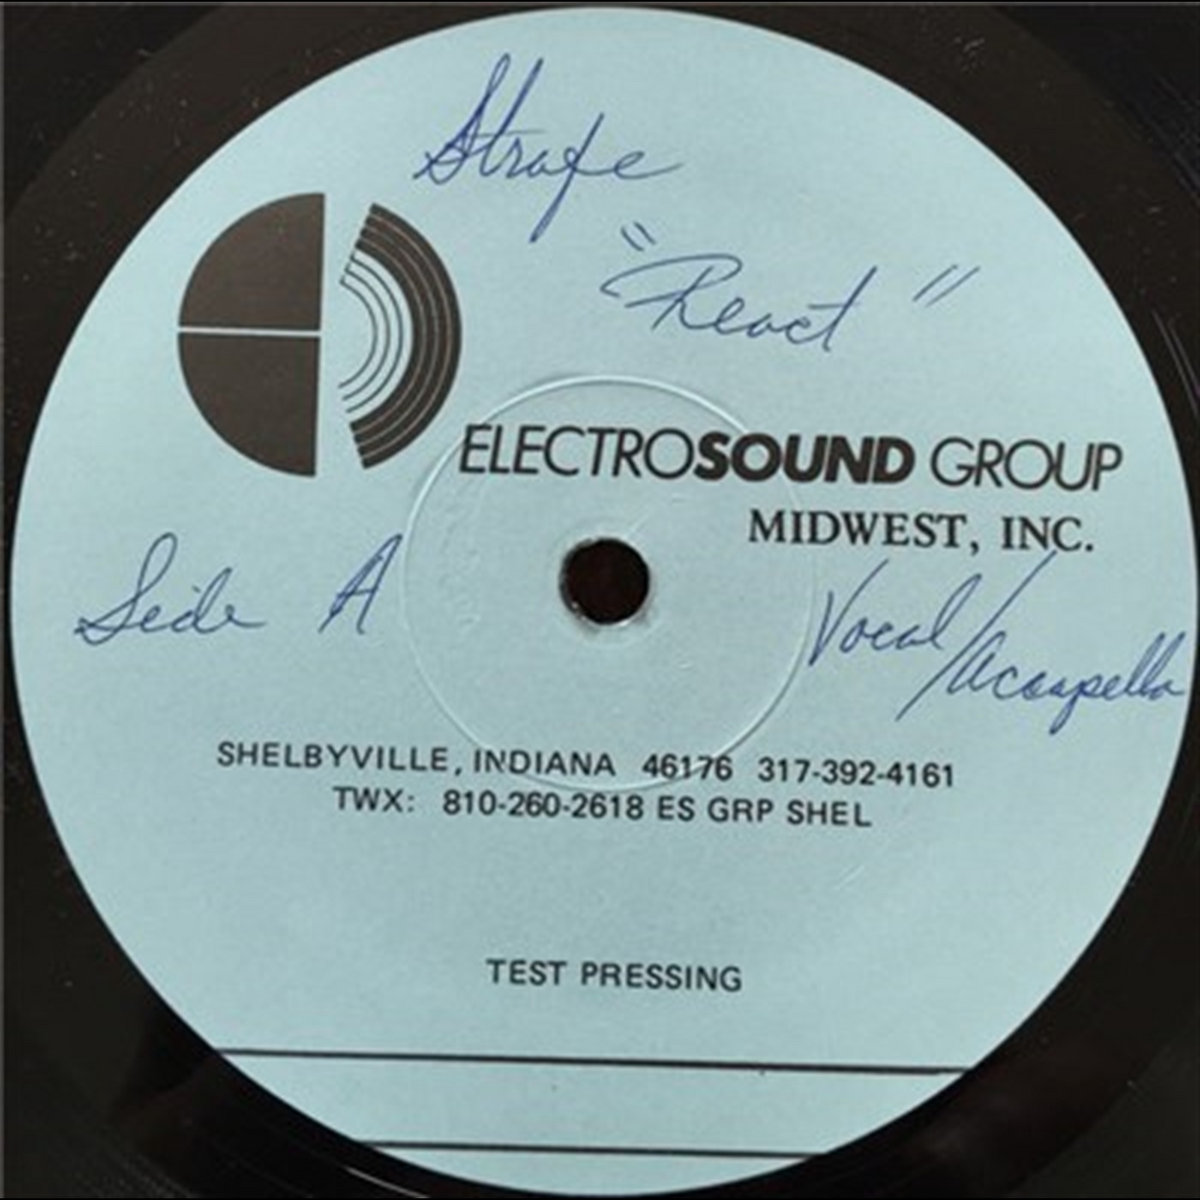 Strafe
"React"
ELECTROSOUND GROUP
MIDWEST, INC.
Side A
Vocal/Acaapella
SHELBYVILLE, INDIANA 46176 317-392-4161
TWX: 810-260-2618 ES GRP SHEL
TEST PRESSING